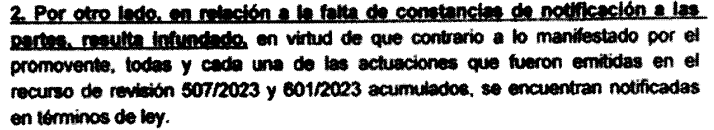 2. Por otro lado, en relación a la falta de constancias de notificación a las
partes, resulta infundado, en virtud de que contrario a lo manifestado por el
promovente, todas y cada una de las actuaciones que fueron emitidas en el
recurso de revisión 507/2023 y 601/2023 acumulados, se encuentran notificadas
en términos de ley.